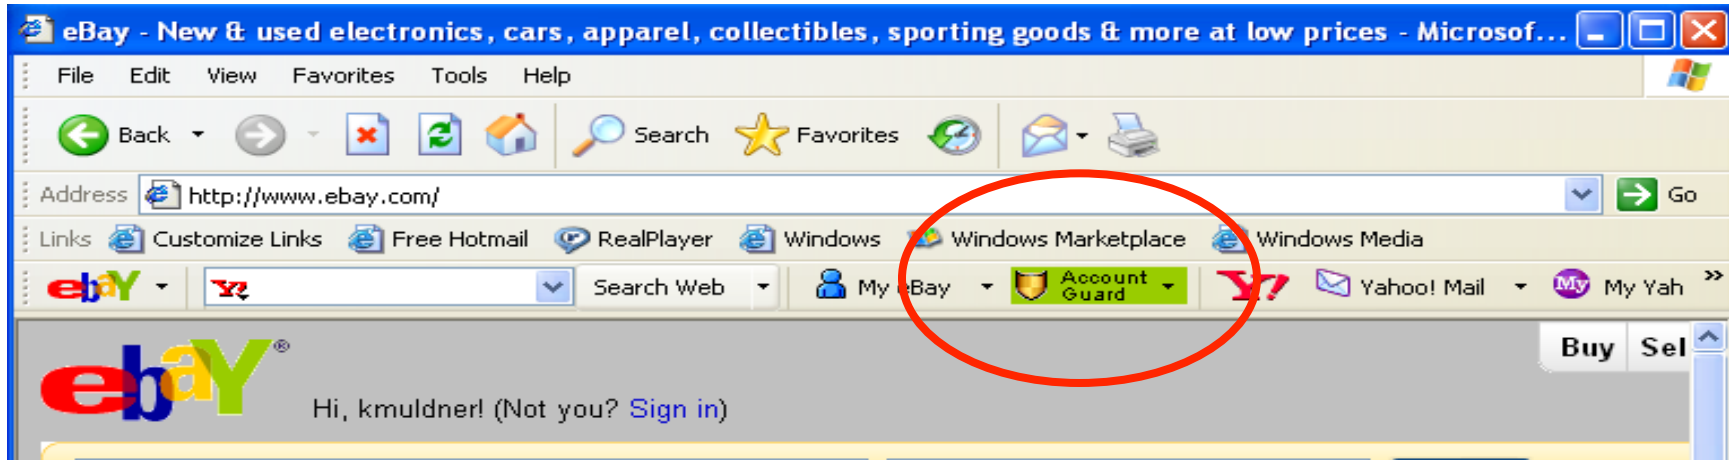 eBay - New & used electronics, cars, apparel, collectibles, sporting goods & more at low prices - Microsof...
File Edit View Favorites Tools Help
Back Search Favorites
Address http://www.ebay.com/ Go
Links Customize Links Free Hotmail RealPlayer Windows Windows Marketplace Windows Media
ebY Y! Search Web My eBay Account Guard Y! Yahoo! Mail My My Yah »
ebaY® Buy Sel
Hi, kmuldner! (Not you? Sign in)